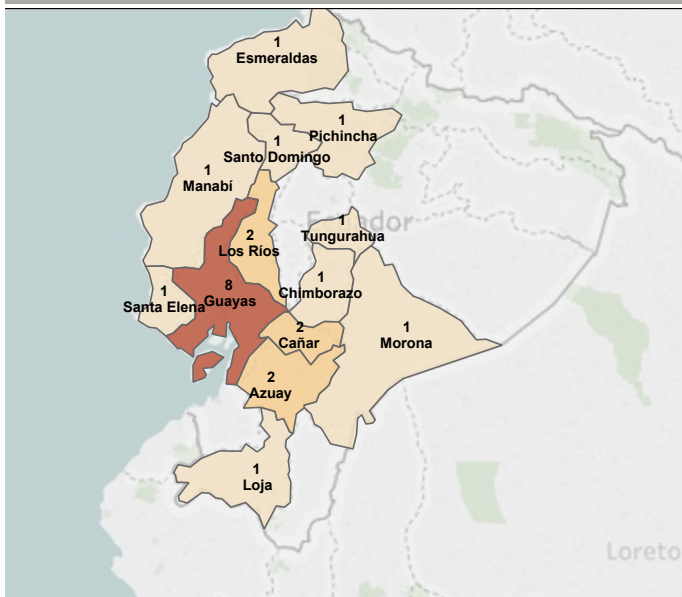 1
Esmeraldas
1
Pichincha
1
Santo Domingo
1
Manabí
Ecuador
1
Tungurahua
2
Los Ríos
1
Chimborazo
8
Guayas
1
Santa Elena
2
Cañar
1
Morona
2
Azuay
1
Loja
Loreto